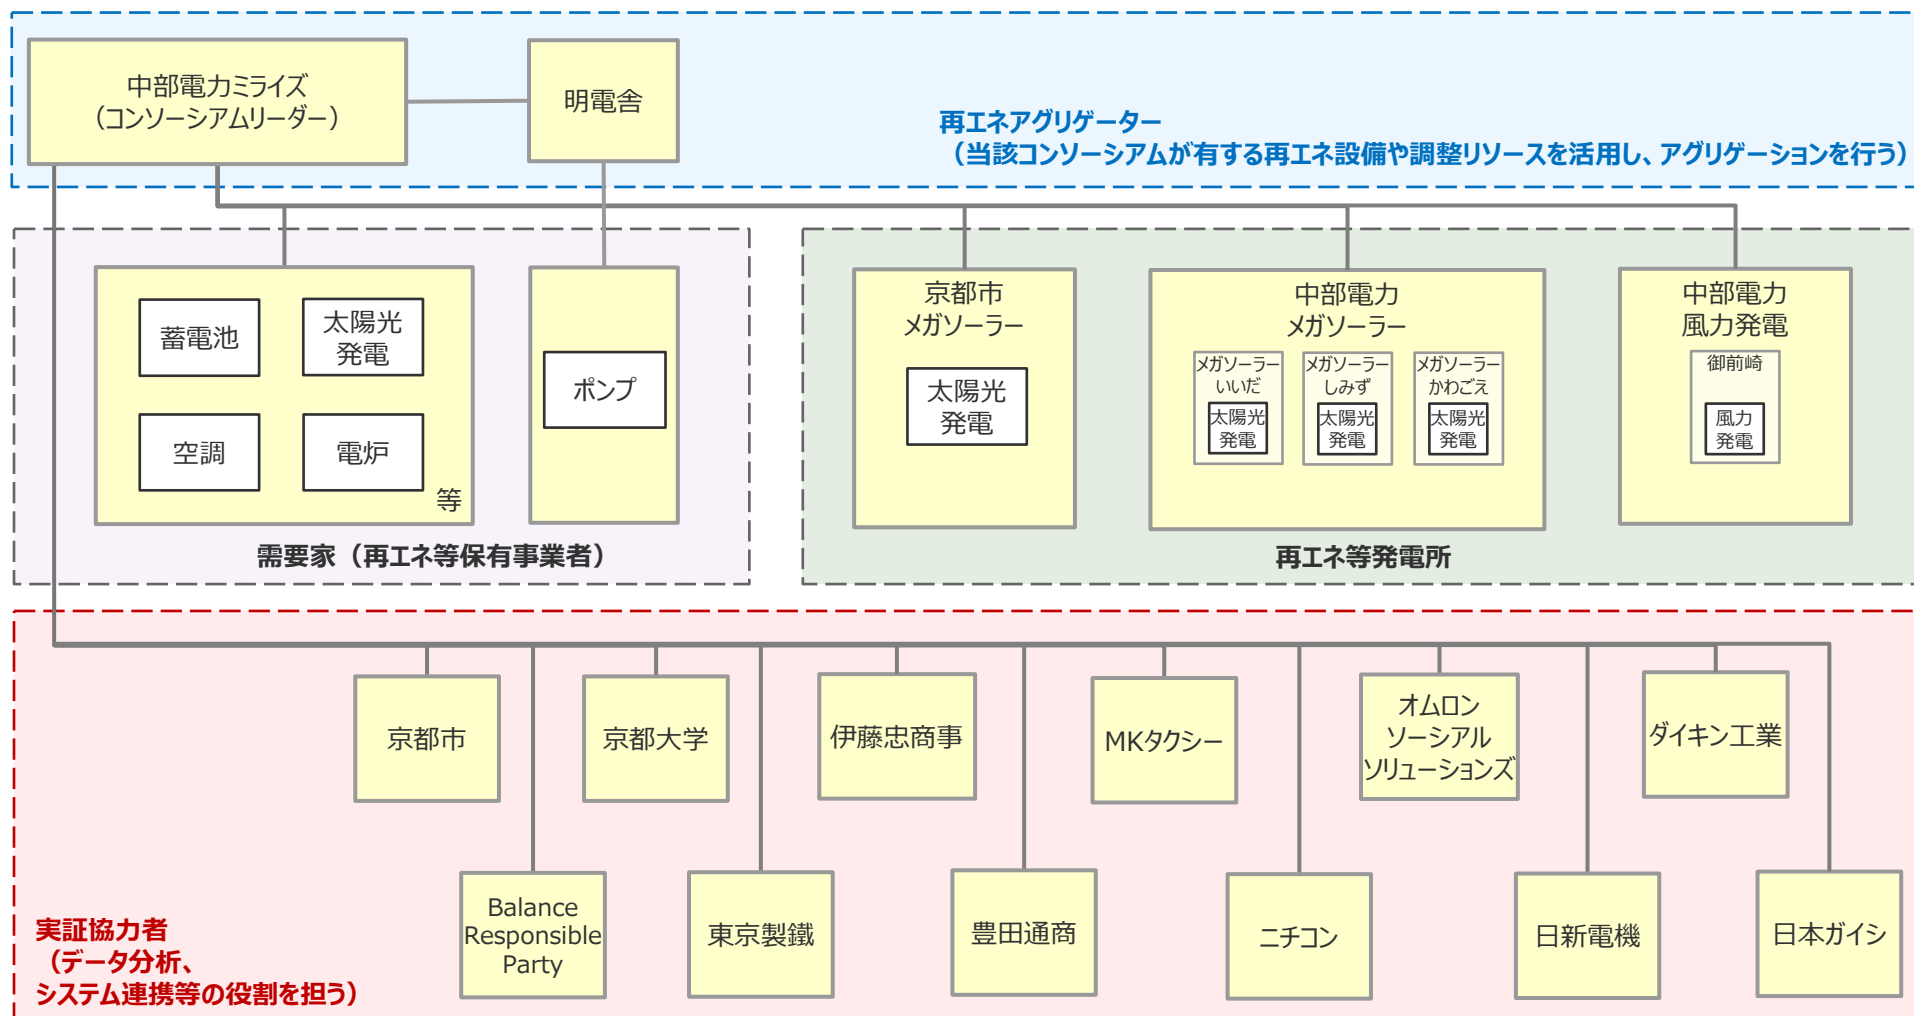 中部電力ミライズ
（コンソーシアムリーダー）
明電舎
再エネアグリゲーター
（当該コンソーシアムが有する再エネ設備や調整リソースを活用し、アグリゲーションを行う）
蓄電池
太陽光
発電
空調
電炉
等
ポンプ
需要家（再エネ等保有事業者）
京都市
メガソーラー
太陽光
発電
中部電力
メガソーラー
メガソーラー
いいだ
太陽光
発電
メガソーラー
しみず
太陽光
発電
メガソーラー
かわごえ
太陽光
発電
中部電力
風力発電
御前崎
風力
発電
再エネ等発電所
京都市
京都大学
伊藤忠商事
MKタクシー
オムロン
ソーシアル
ソリューションズ
ダイキン工業
Balance
Responsible
Party
東京製鐵
豊田通商
ニチコン
日新電機
日本ガイシ
実証協力者
（データ分析、
システム連携等の役割を担う）